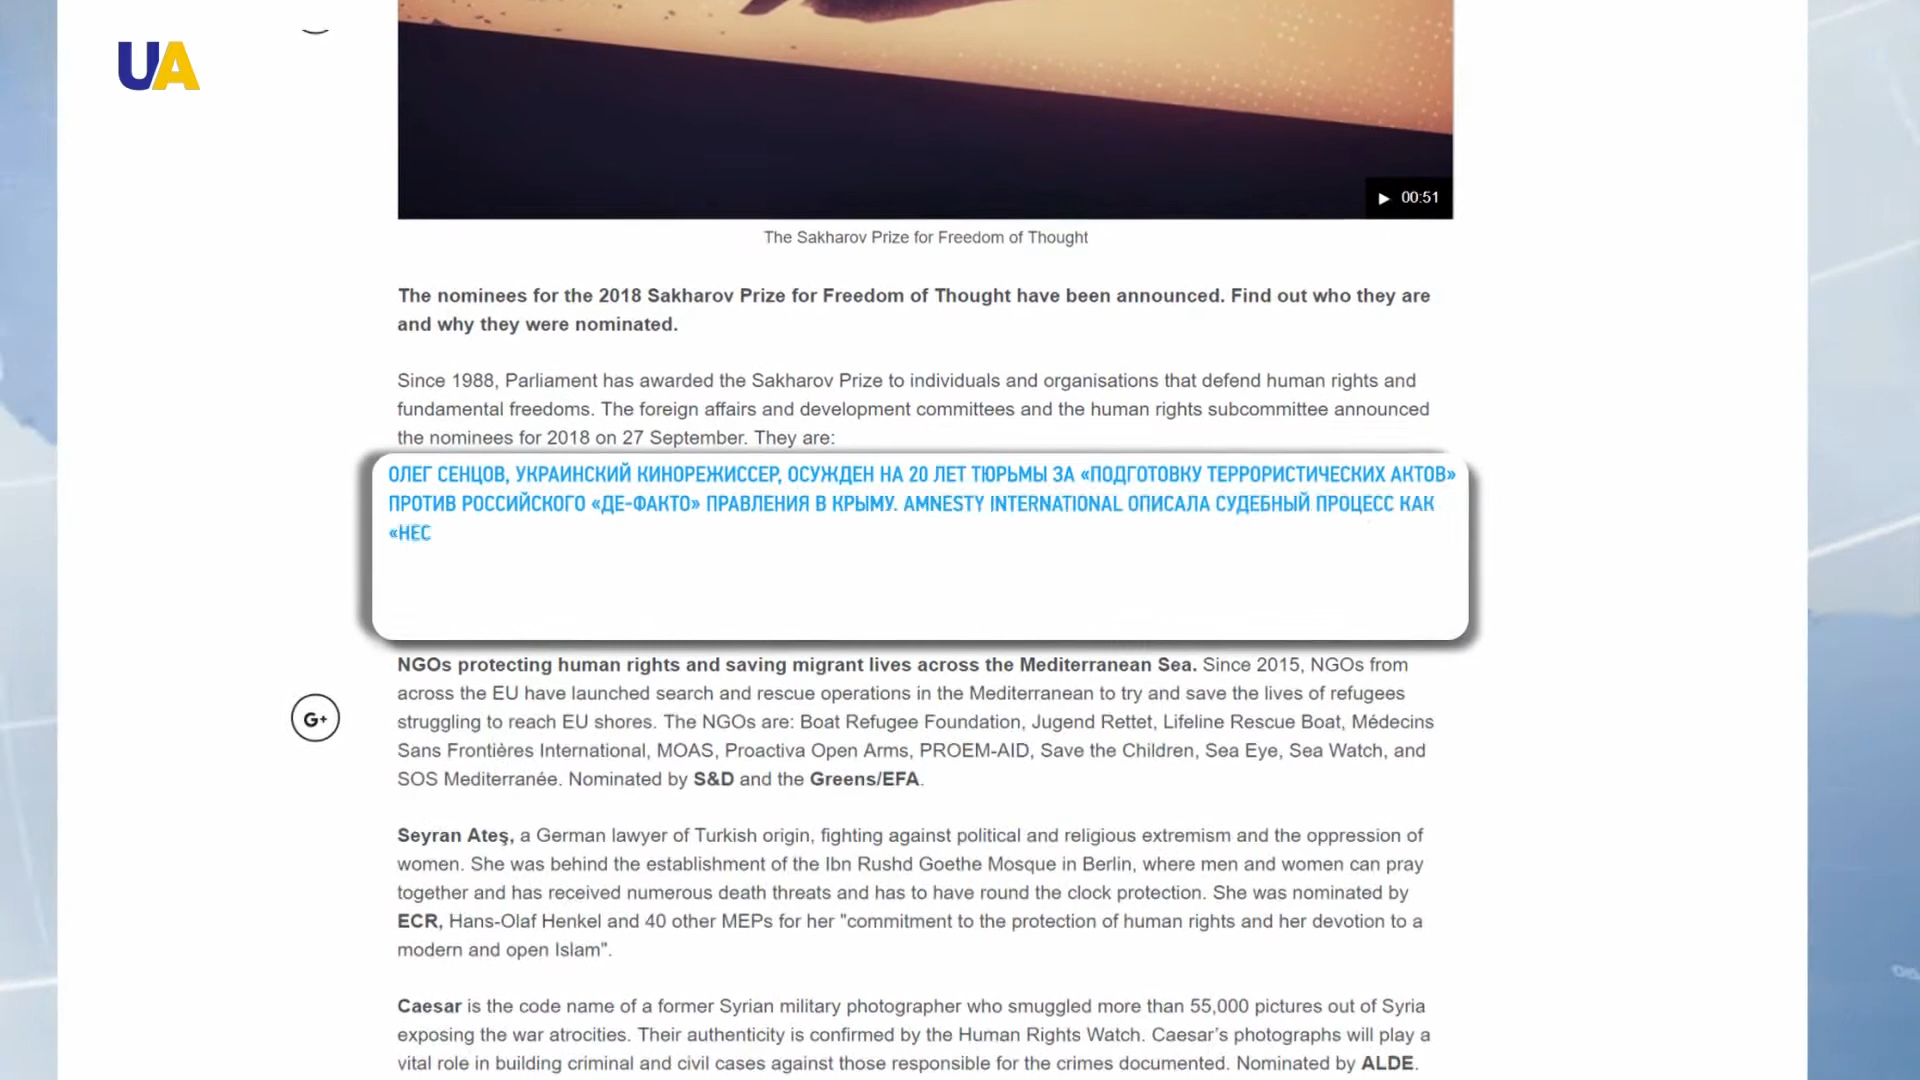 UA
00:51
The Sakharov Prize for Freedom of Thought
The nominees for the 2018 Sakharov Prize for Freedom of Thought have been announced. Find out who they are
and why they were nominated.
Since 1988, Parliament has awarded the Sakharov Prize to individuals and organisations that defend human rights and
fundamental freedoms. The foreign affairs and development committees and the human rights subcommittee announced
the nominees for 2018 on 27 September. They are:
ОЛЕГ СЕНЦОВ, УКРАИНСКИЙ КИНОРЕЖИССЕР, ОСУЖДЕН НА 20 ЛЕТ ТЮРЬМЫ ЗА «ПОДГОТОВКУ ТЕРРОРИСТИЧЕСКИХ АКТОВ»
ПРОТИВ РОССИЙСКОГО «ДЕ-ФАКТО» ПРАВЛЕНИЯ В КРЫМУ. AMNESTY INTERNATIONAL ОПИСАЛА СУДЕБНЫЙ ПРОЦЕСС КАК
«НЕС
NGOs protecting human rights and saving migrant lives across the Mediterranean Sea. Since 2015, NGOs from
across the EU have launched search and rescue operations in the Mediterranean to try and save the lives of refugees
struggling to reach EU shores. The NGOs are: Boat Refugee Foundation, Jugend Rettet, Lifeline Rescue Boat, Médecins
Sans Frontières International, MOAS, Proactiva Open Arms, PROEM-AID, Save the Children, Sea Eye, Sea Watch, and
SOS Mediterranée. Nominated by S&D and the Greens/EFA.
G+
Seyran Ateş, a German lawyer of Turkish origin, fighting against political and religious extremism and the oppression of
women. She was behind the establishment of the Ibn Rushd Goethe Mosque in Berlin, where men and women can pray
together and has received numerous death threats and has to have round the clock protection. She was nominated by
ECR, Hans-Olaf Henkel and 40 other MEPs for her "commitment to the protection of human rights and her devotion to a
modern and open Islam".
Caesar is the code name of a former Syrian military photographer who smuggled more than 55,000 pictures out of Syria
exposing the war atrocities. Their authenticity is confirmed by the Human Rights Watch. Caesar's photographs will play a
vital role in building criminal and civil cases against those responsible for the crimes documented. Nominated by ALDE.